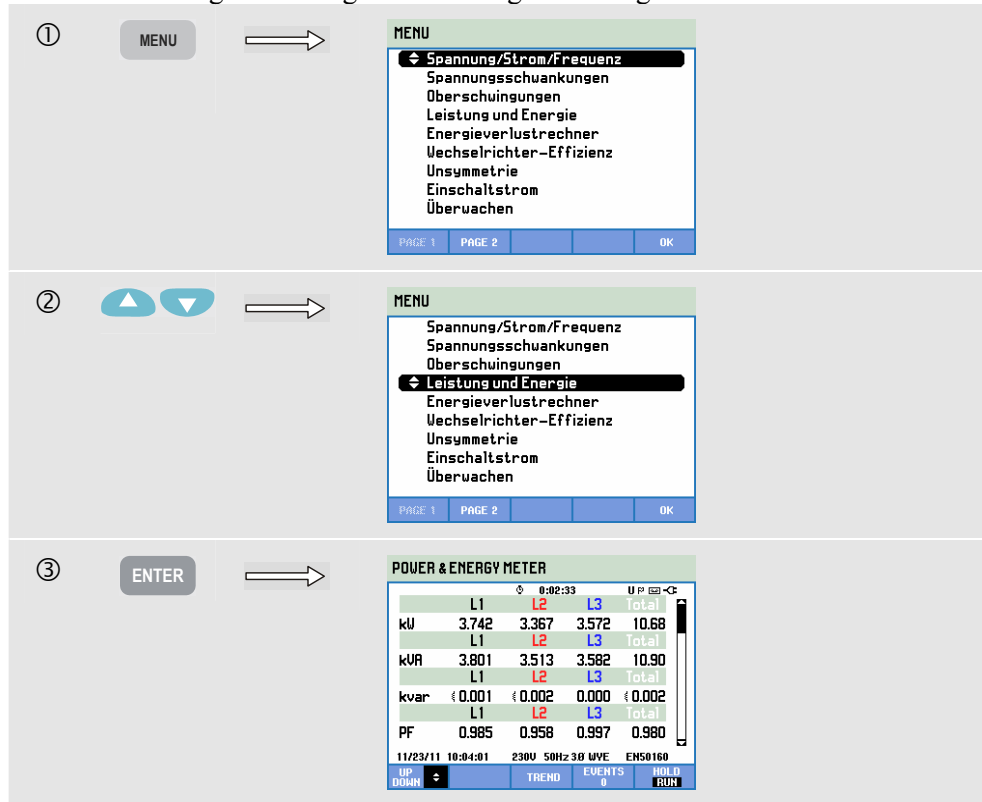 ①
MENU
MENU
Spannung/Strom/Frequenz
Spannungsschwankungen
Oberschwingungen
Leistung und Energie
Energieverlustrechner
Wechselrichter-Effizienz
Unsymmetrie
Einschaltstrom
Überwachen
PAGE 1 PAGE 2 OK
②
MENU
Spannung/Strom/Frequenz
Spannungsschwankungen
Oberschwingungen
Leistung und Energie
Energieverlustrechner
Wechselrichter-Effizienz
Unsymmetrie
Einschaltstrom
Überwachen
PAGE 1 PAGE 2 OK
③
ENTER
POWER & ENERGY METER
0:02:33 U P
L1 L2 L3 Total
kW 3.742 3.367 3.572 10.68
L1 L2 L3 Total
kVA 3.801 3.513 3.582 10.90
L1 L2 L3 Total
kvar 0.001 0.002 0.000 0.002
L1 L2 L3 Total
PF 0.985 0.958 0.997 0.980
11/23/11 10:04:01 230V 50Hz 3Ø WYE EN50160
UP DOWN TREND EVENTS 0 HOLD RUN